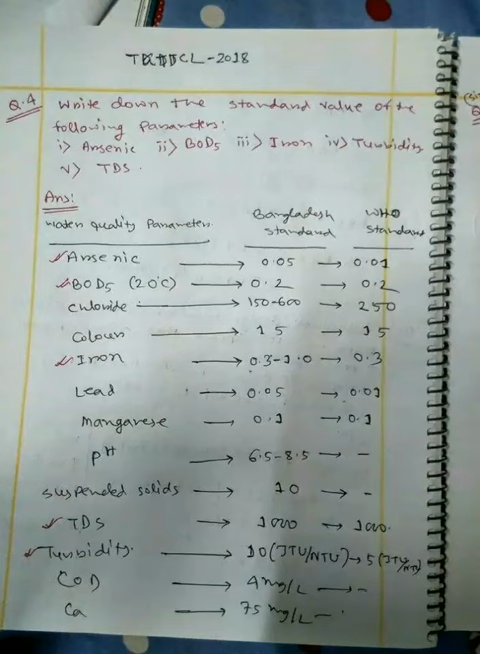 -2018
Q.4 Write down the standard value of the
following Parameters:
i) Arsenic ii) BOD5 iii) Iron iv) Turbidity
v) TDS.
Ans:
Water quality Parameters Bangladesh standard WHO standard
Arsenic → 0.05 → 0.01
BOD5 (20°C) → 0.2 → 0.2
Chloride → 150-600 → 250
Colour → 15 → 15
Iron → 0.3-1.0 → 0.3
Lead → 0.05 → 0.01
Manganese → 0.1 → 0.1
pH → 6.5-8.5 → -
Suspended solids → 10 → -
TDS → 1000 → 1000.
Turbidity. → 10 (JTU/NTU) → 5 (JTU/NTU)
COD → 4 mg/L → -
Ca → 75 mg/L -